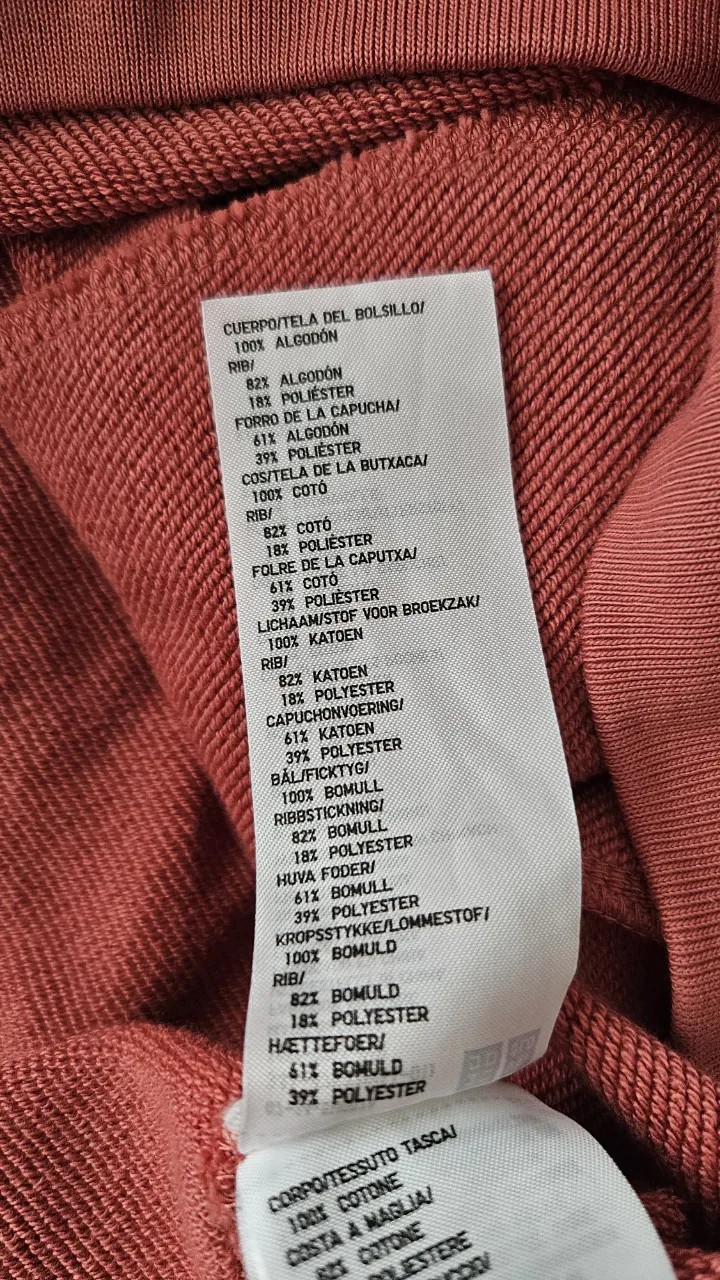 CUERPO/TELA DEL BOLSILLO/
100% ALGODÓN
RIB/
82% ALGODÓN
18% POLIÉSTER
FORRO DE LA CAPUCHA/
61% ALGODÓN
39% POLIÉSTER
COS/TELA DE LA BUTXACA/
100% COTÓ
RIB/
82% COTÓ
18% POLIÈSTER
FOLRE DE LA CAPUTXA/
61% COTÓ
39% POLIÈSTER
LICHAAM/STOF VOOR BROEKZAK/
100% KATOEN
RIB/
82% KATOEN
18% POLYESTER
CAPUCHONVOERING/
61% KATOEN
39% POLYESTER
BÅL/FICKTYG/
100% BOMULL
RIBBSTICKNING/
82% BOMULL
18% POLYESTER
HUVA FODER/
61% BOMULL
39% POLYESTER
KROPSSTYKKE/LOMMESTOF/
100% BOMULD
RIB/
82% BOMULD
18% POLYESTER
HÆTTEFOER/
61% BOMULD
39% POLYESTER
CORPO/TESSUTO TASCA/
100% COTONE
COSTA A MAGLIA/
82% COTONE
POLIESTERE